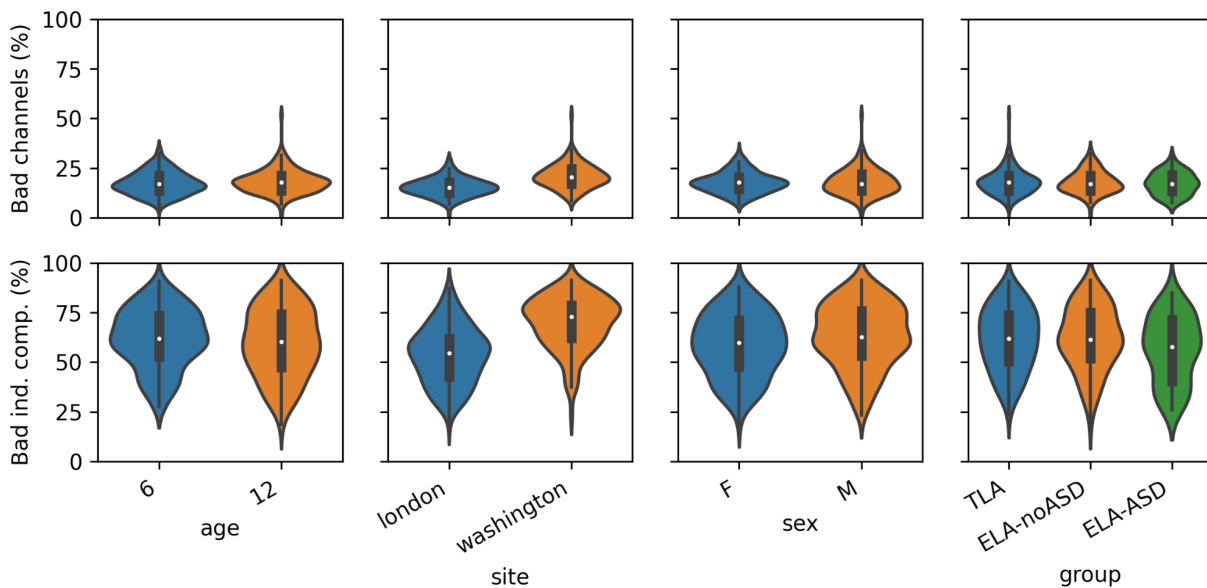 Bad channels (%)
100
75
50
25
0
Bad ind. comp. (%)
100
75
50
25
0
6
12
age
london
washington
site
F
M
sex
TLA
ELA-noASD
ELA-ASD
group